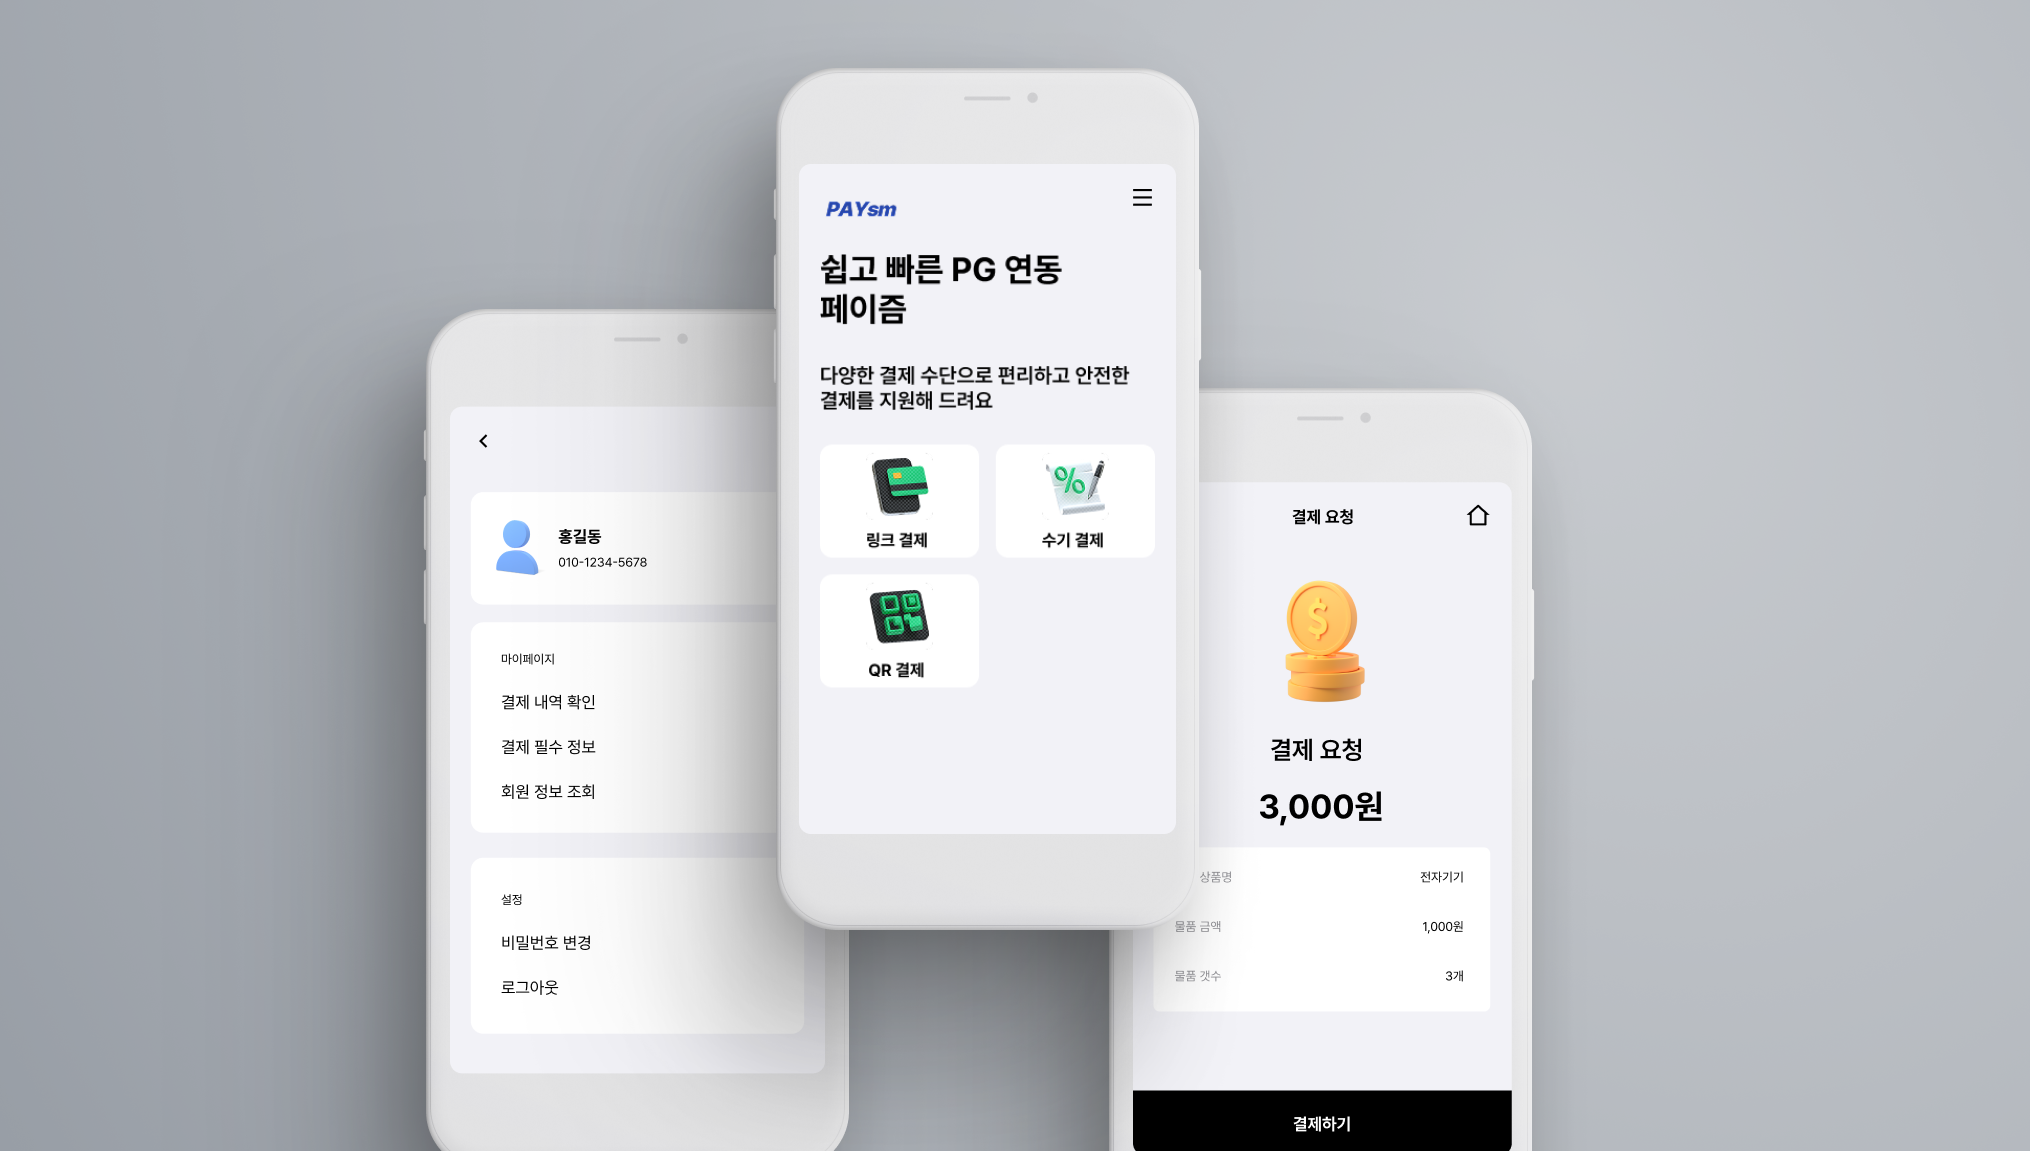 PAYsm
쉽고 빠른 PG 연동
페이즘
다양한 결제 수단으로 편리하고 안전한
결제를 지원해 드려요
링크 결제
수기 결제
QR 결제
홍길동
010-1234-5678
마이페이지
결제 내역 확인
결제 필수 정보
회원 정보 조회
설정
비밀번호 변경
로그아웃
결제 요청
$
결제 요청
3,000원
상품명 전자기기
물품 금액 1,000원
물품 갯수 3개
결제하기